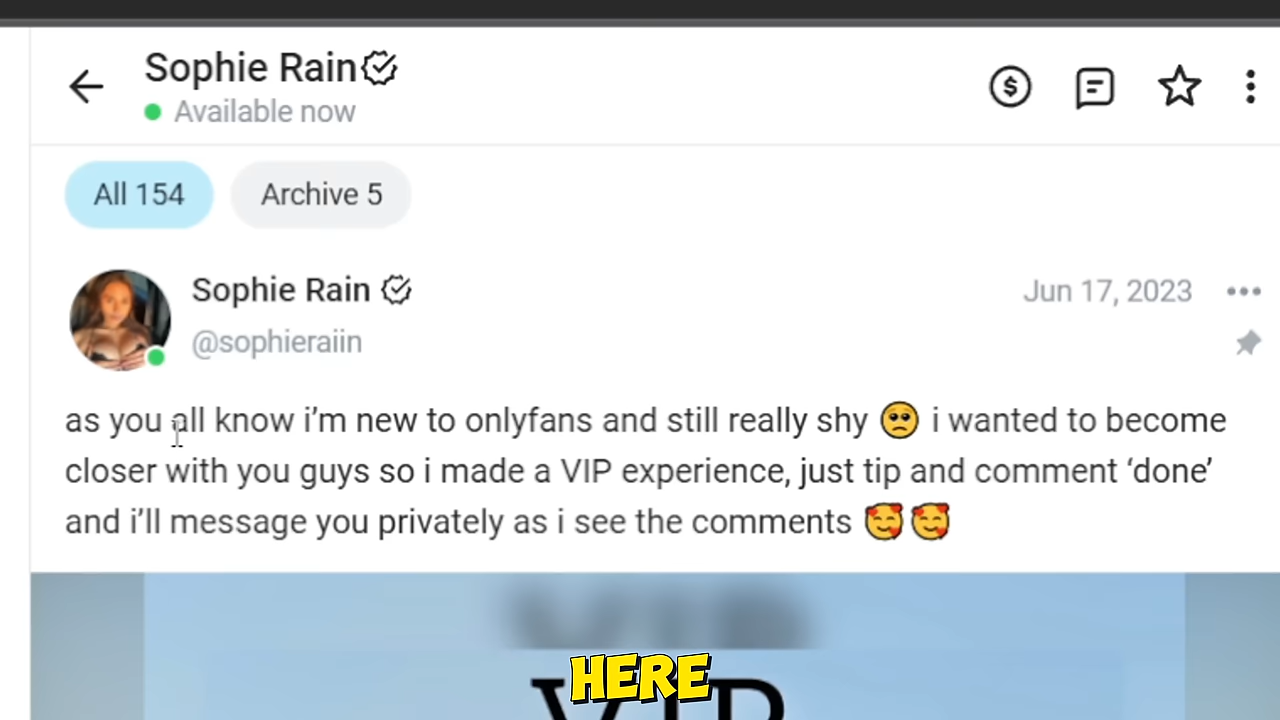 Sophie Rain
Available now
All 154
Archive 5
Sophie Rain
Jun 17, 2023
@sophieraiin
as you all know i’m new to onlyfans and still really shy 🥺 i wanted to become
closer with you guys so i made a VIP experience, just tip and comment ‘done’
and i’ll message you privately as i see the comments 🥰🥰
VIP
HERE
VIP